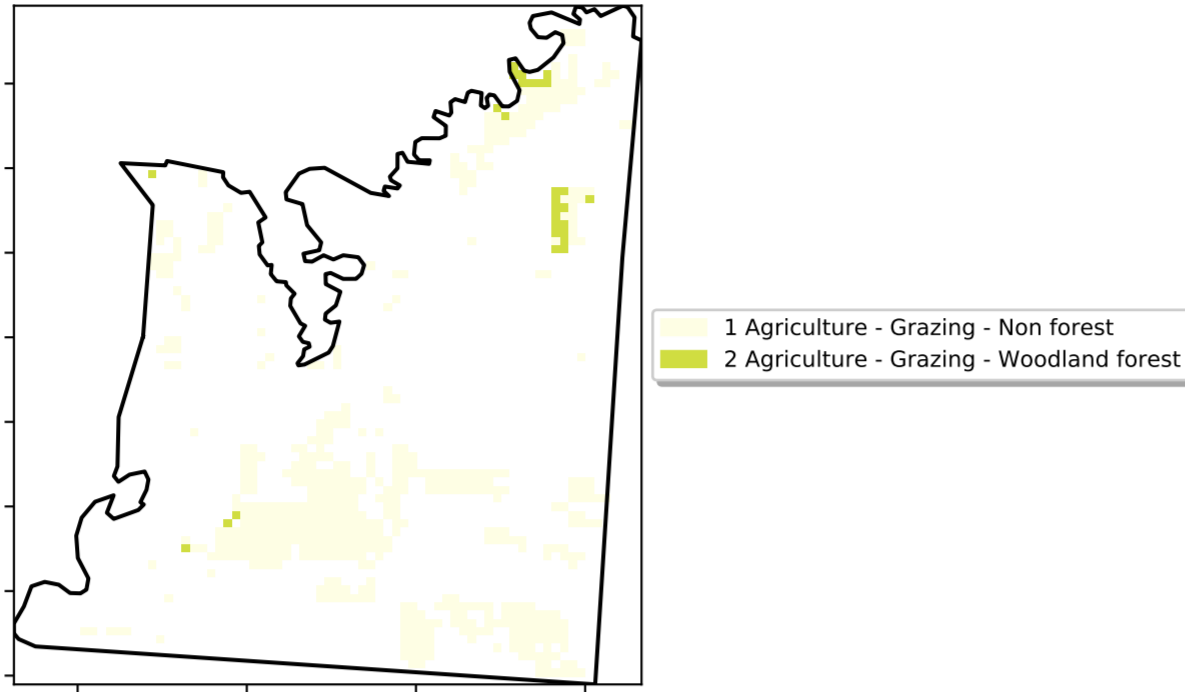 1 Agriculture - Grazing - Non forest
2 Agriculture - Grazing - Woodland forest